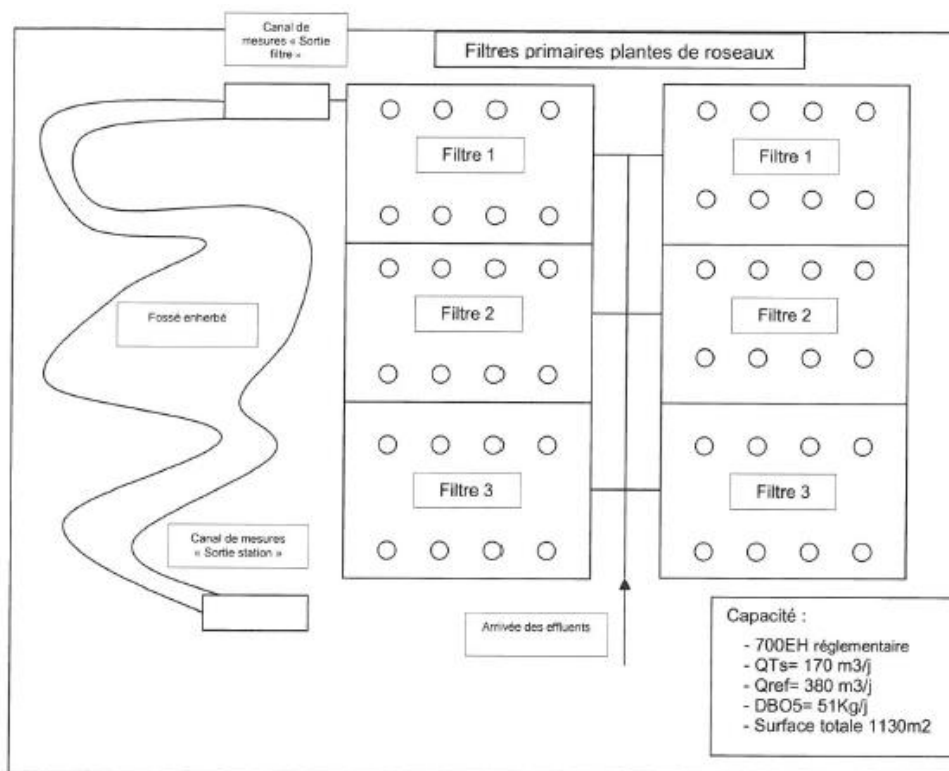 Canal de
mesures « Sortie
filtre »
Filtres primaires plantes de roseaux
Filtre 1
Filtre 1
Fossé enherbé
Filtre 2
Filtre 2
Filtre 3
Filtre 3
Canal de mesures
« Sortie station »
Arrivée des effluents
Capacité :
- 700EH réglementaire
- QTs= 170 m3/j
- Qref= 380 m3/j
- DBO5= 51Kg/j
- Surface totale 1130m2